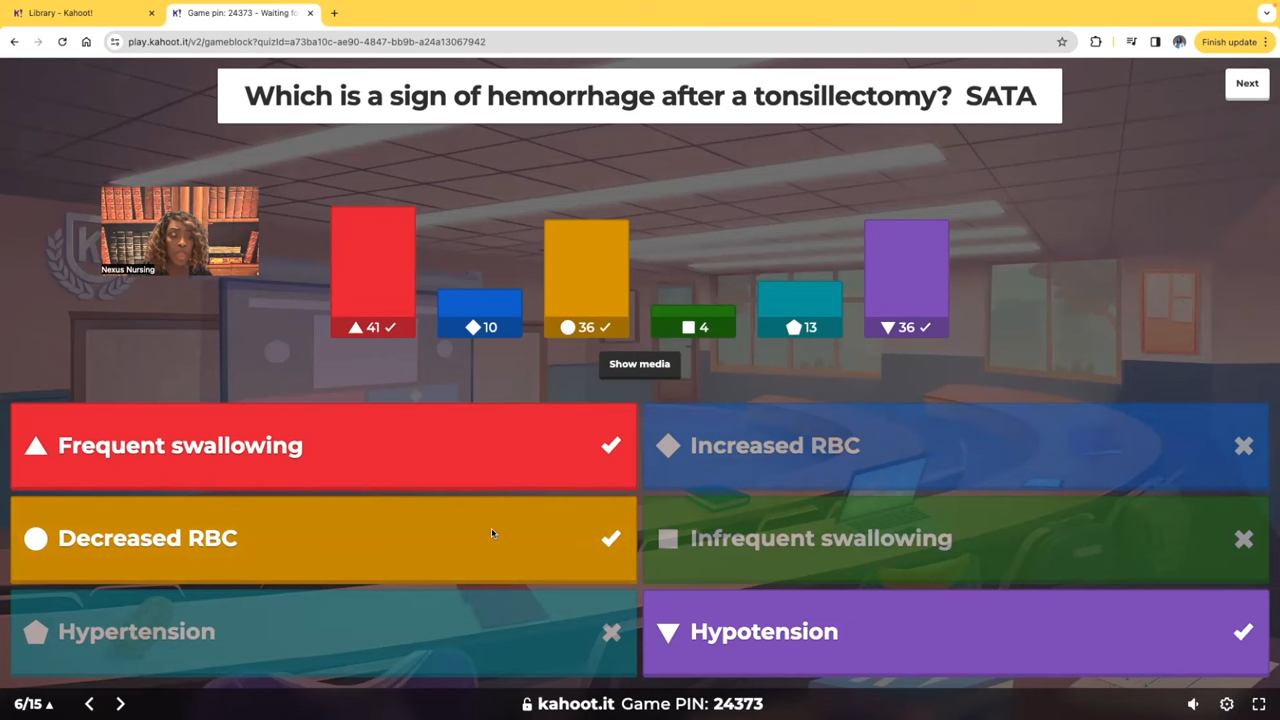 Library - Kahoot!
Game pin: 24373 - Waiting fo
play.kahoot.it/v2/gameblock?quizId=a73ba10c-ae90-4847-bb9b-a24a13067942
Finish update
Which is a sign of hemorrhage after a tonsillectomy? SATA
Next
Nexus Nursing
41
10
36
4
13
36
Show media
Frequent swallowing
Increased RBC
Decreased RBC
Infrequent swallowing
Hypertension
Hypotension
6/15
kahoot.it Game PIN: 24373